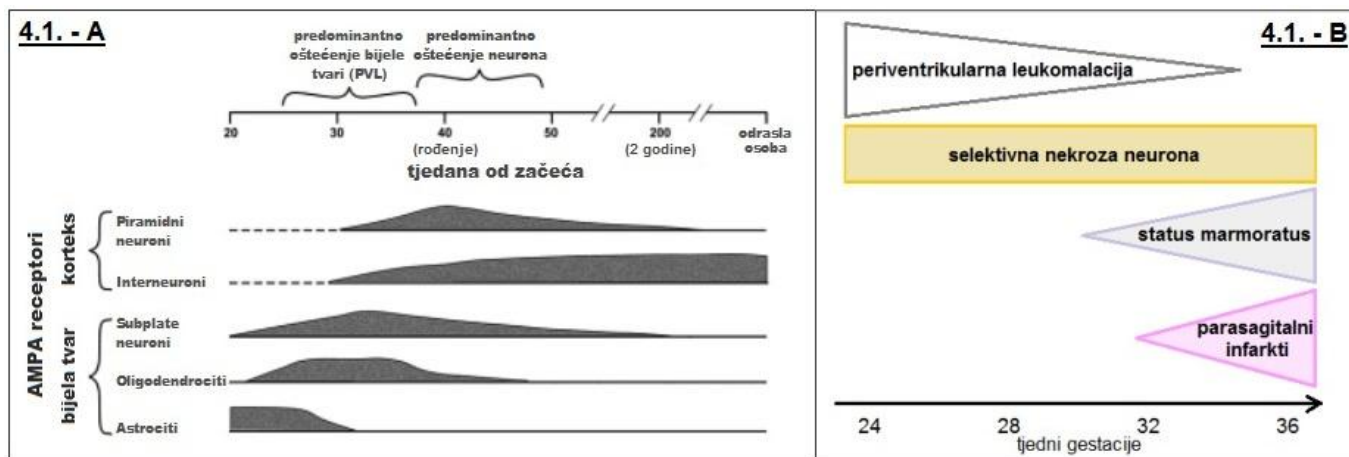 4.1. - A
predominantno
oštećenje bijele
tvari (PVL)
predominantno
oštećenje neurona
20
30
40
50
200
odrasla
osoba
(rođenje)
(2 godine)
tjedana od začeća
AMPA receptori
korteks
Piramidni
neuroni
Interneuroni
bijela tvar
Subplate
neuroni
Oligodendrociti
Astrociti
4.1. - B
periventrikularna leukomalacija
selektivna nekroza neurona
status marmoratus
parasagitalni
infarkti
24
28
32
36
tjedni gestacije